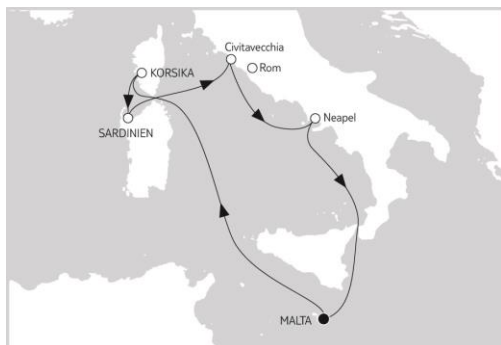 Civitavecchia
Rom
KORSIKA
SARDINIEN
Neapel
MALTA